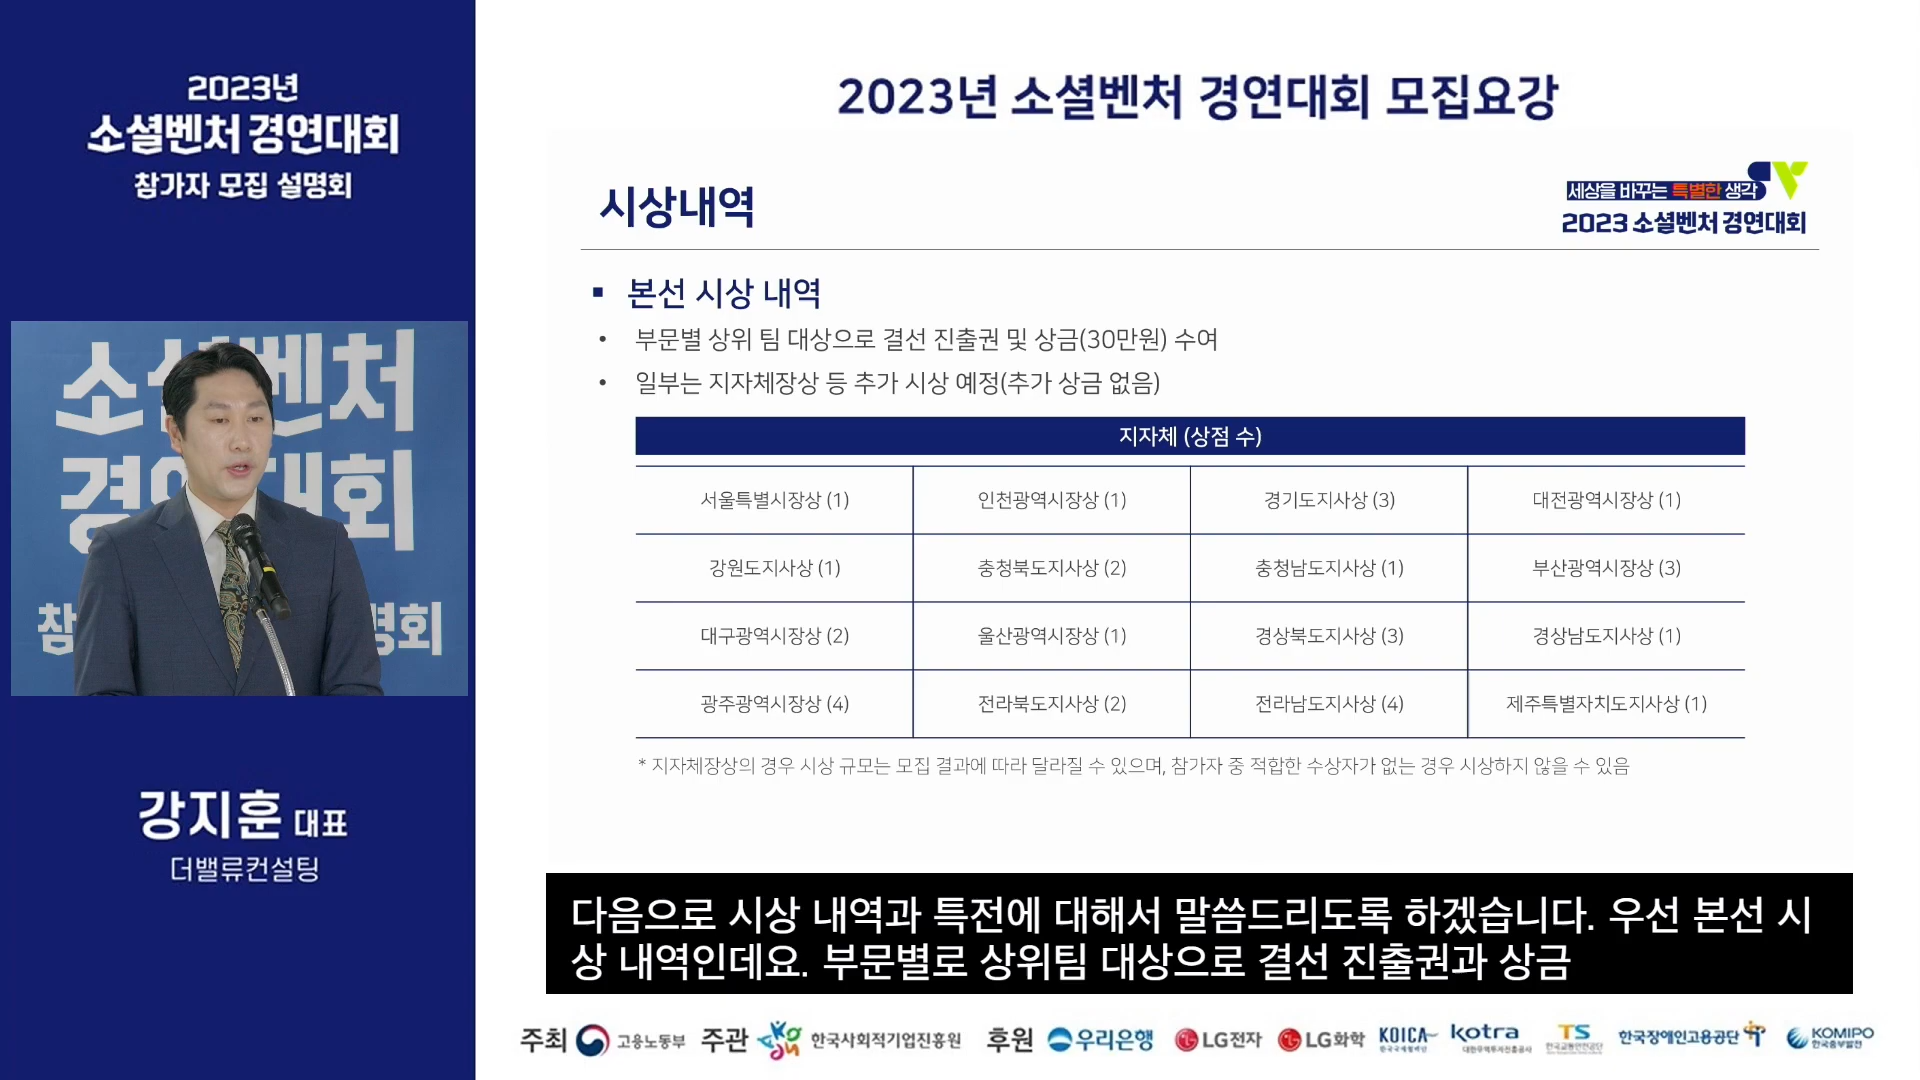 2023년
소셜벤처 경연대회
참가자 모집 설명회
강지훈 대표
더밸류컨설팅
2023년 소셜벤처 경연대회 모집요강
시상내역
세상을 바꾸는 특별한 생각
2023 소셜벤처 경연대회
▪ 본선 시상 내역
• 부문별 상위 팀 대상으로 결선 진출권 및 상금(30만원) 수여
• 일부는 지자체장상 등 추가 시상 예정(추가 상금 없음)
지자체 (상점 수)
서울특별시장상 (1) 인천광역시장상 (1) 경기도지사상 (3) 대전광역시장상 (1)
강원도지사상 (1) 충청북도지사상 (2) 충청남도지사상 (1) 부산광역시장상 (3)
대구광역시장상 (2) 울산광역시장상 (1) 경상북도지사상 (3) 경상남도지사상 (1)
광주광역시장상 (4) 전라북도지사상 (2) 전라남도지사상 (4) 제주특별자치도지사상 (1)
* 지자체장상의 경우 시상 규모는 모집 결과에 따라 달라질 수 있으며, 참가자 중 적합한 수상자가 없는 경우 시상하지 않을 수 있음
다음으로 시상 내역과 특전에 대해서 말씀드리도록 하겠습니다. 우선 본선 시
상 내역인데요. 부문별로 상위팀 대상으로 결선 진출권과 상금
주최 고용노동부 주관 한국사회적기업진흥원 후원 우리은행 LG전자 LG화학 KOICA kotra TS 한국장애인고용공단 KOMIPO
한국중부발전